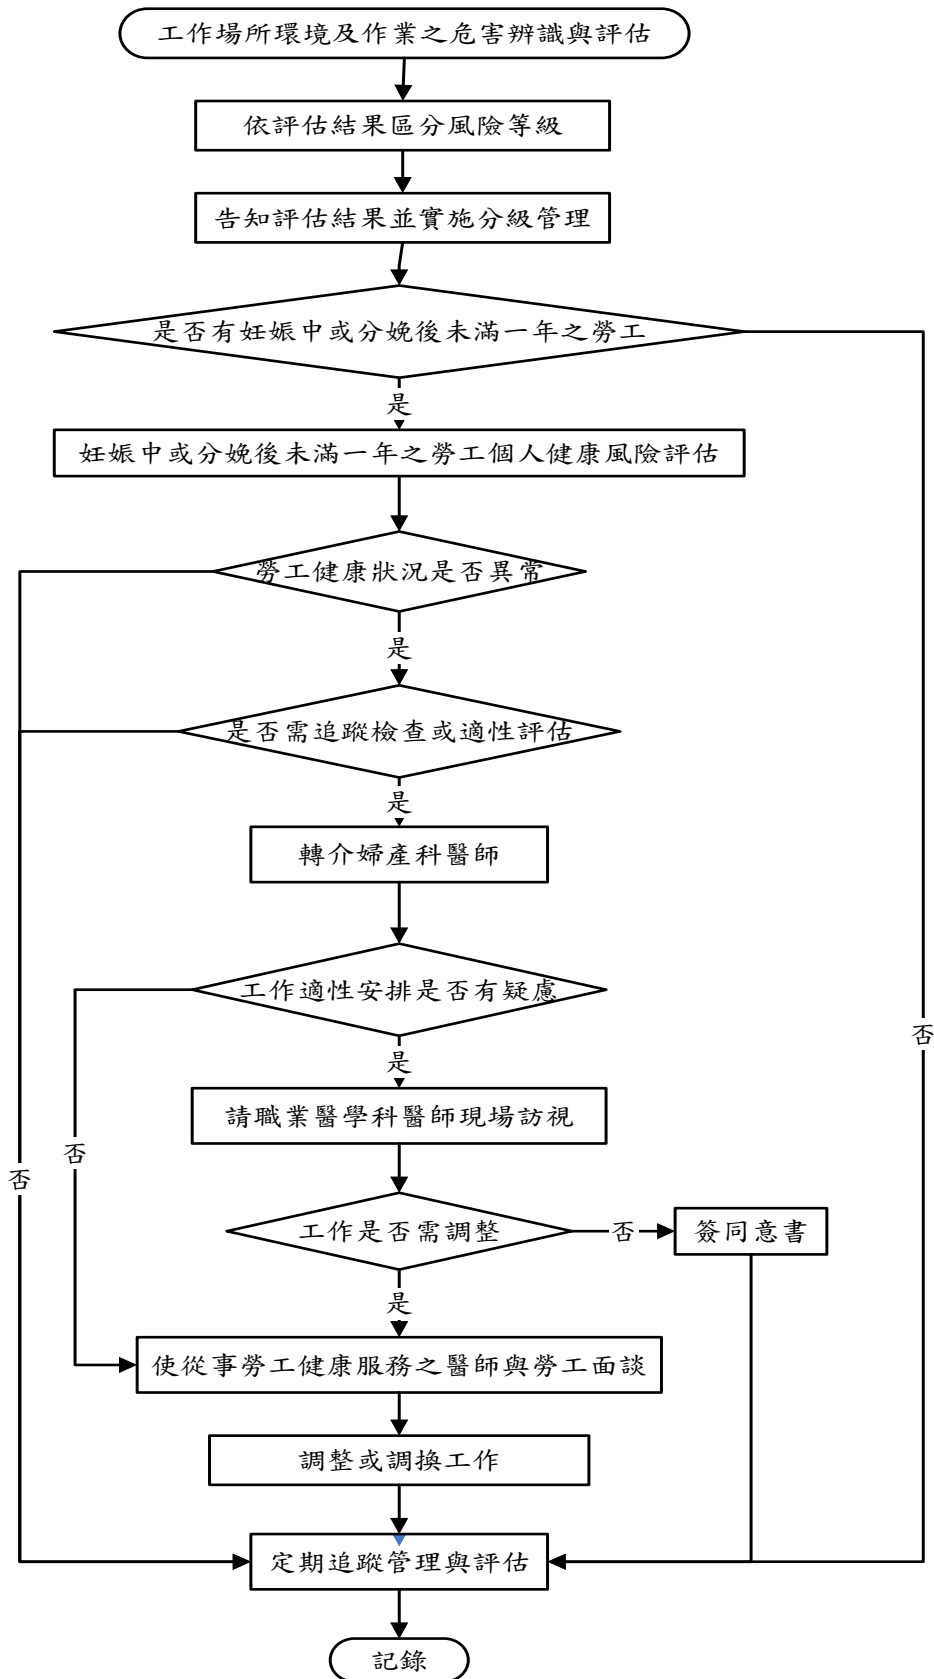 工作場所環境及作業之危害辨識與評估
依評估結果區分風險等級
告知評估結果並實施分級管理
是否有妊娠中或分娩後未滿一年之勞工
是
妊娠中或分娩後未滿一年之勞工個人健康風險評估
勞工健康狀況是否異常
是
是否需追蹤檢查或適性評估
是
轉介婦產科醫師
工作適性安排是否有疑慮
否
是
請職業醫學科醫師現場訪視
否
否
工作是否需調整
否
簽同意書
是
使從事勞工健康服務之醫師與勞工面談
調整或調換工作
定期追蹤管理與評估
記錄